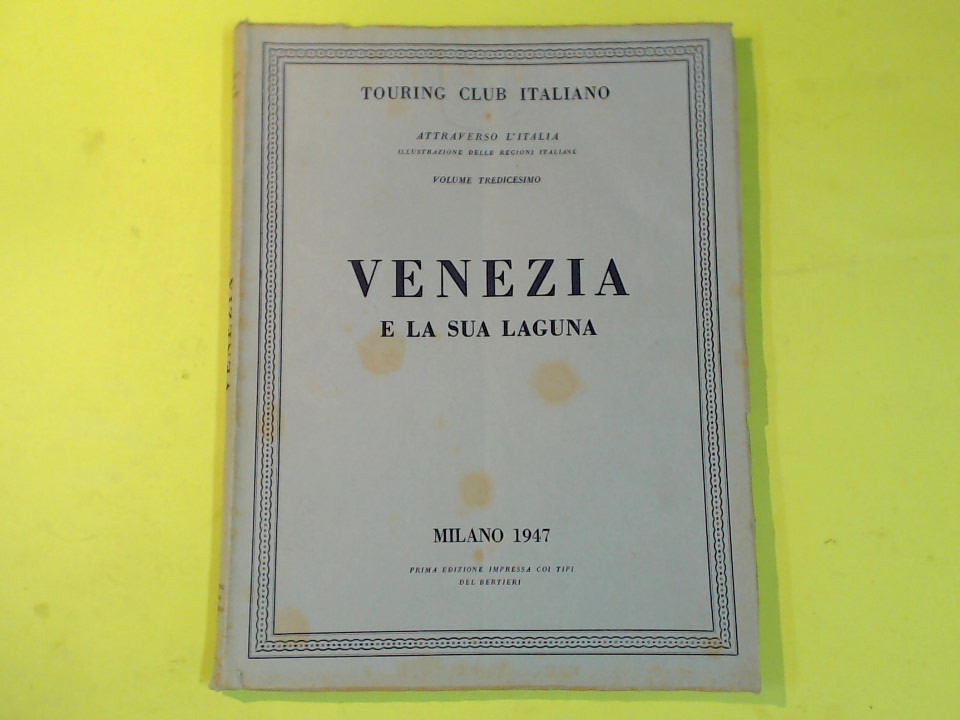 TOURING CLUB ITALIANO
ATTRAVERSO L'ITALIA
ILLUSTRAZIONE DELLE REGIONI ITALIANE
VOLUME TREDICESIMO
VENEZIA
E LA SUA LAGUNA
MILANO 1947
PRIMA EDIZIONE IMPRESSA COI TIPI
DEL BERTIERI
VENEZIA